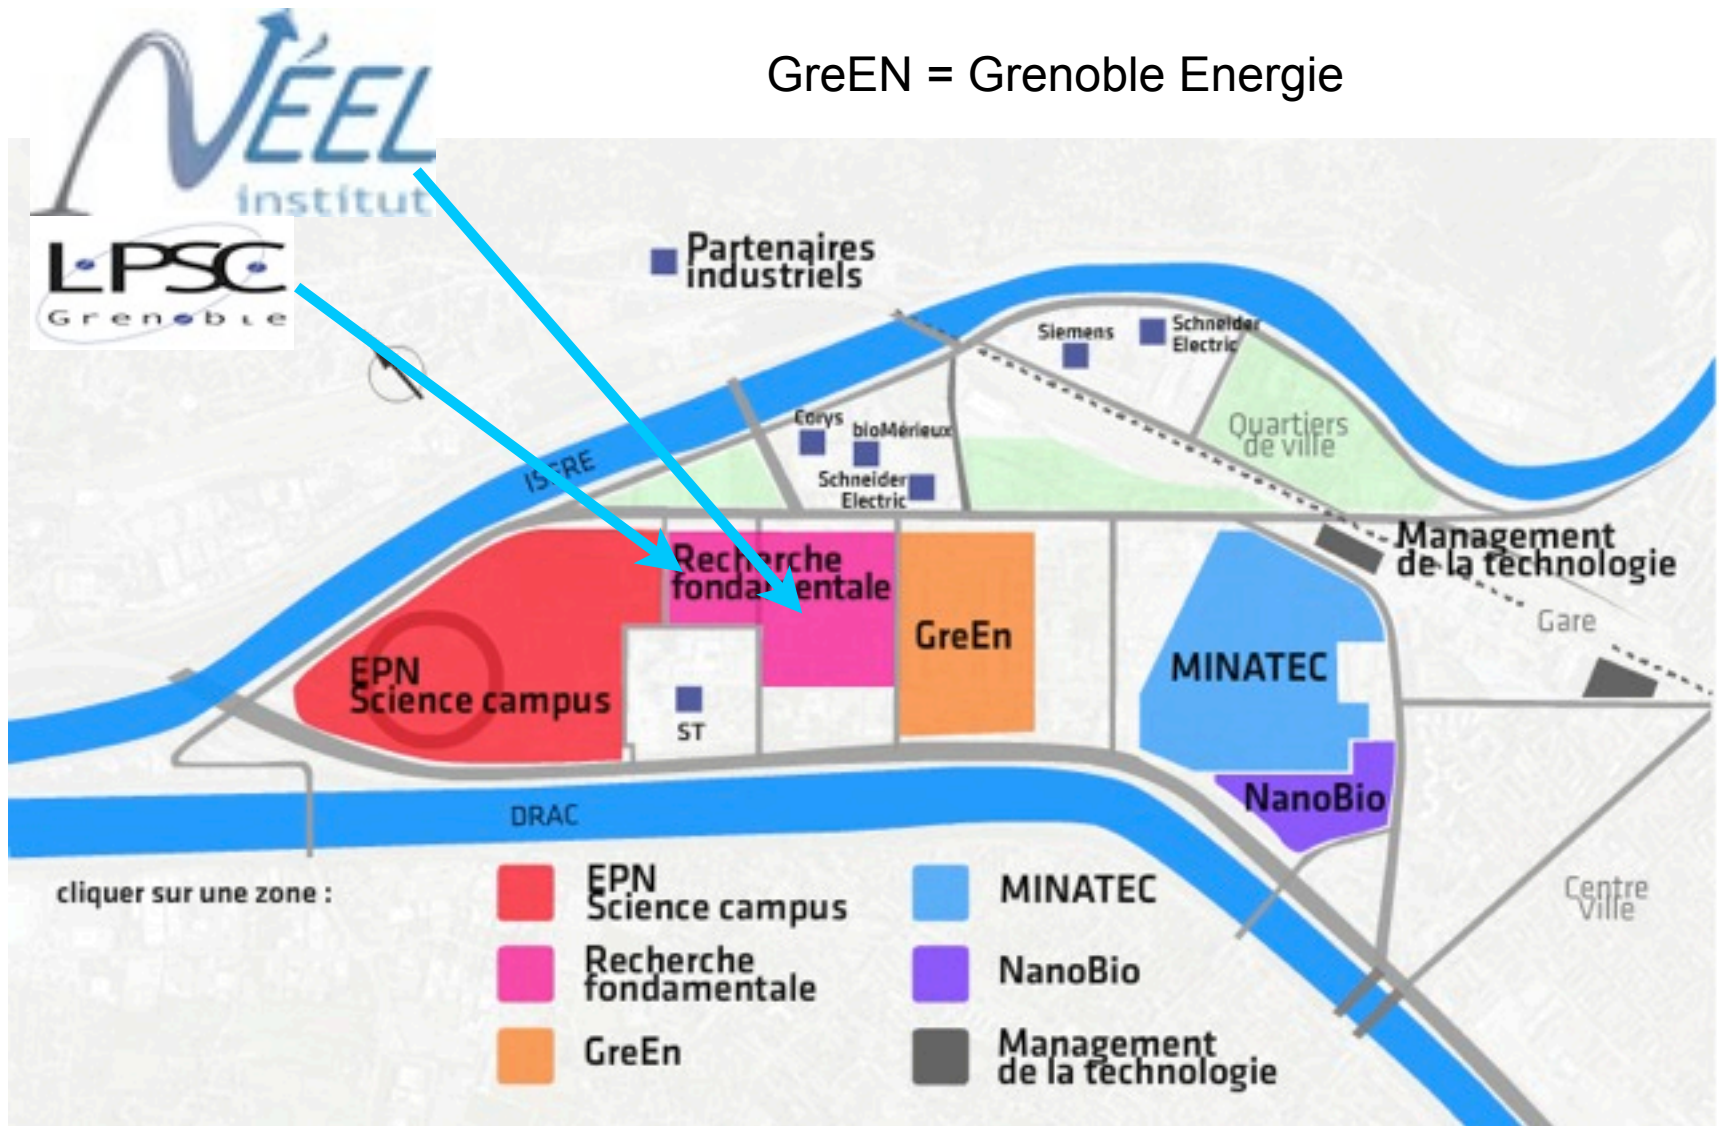 NÉEL
institut
GreEN = Grenoble Energie
LPSC
Grenoble
Partenaires
industriels
Siemens
Schneider
Electric
Corys
bioMérieux
Schneider
Electric
Quartiers
de ville
ISERE
Management
de la technologie
Recherche
fondamentale
Gare
GreEn
MINATEC
EPN
Science campus
ST
NanoBio
DRAC
cliquer sur une zone :
EPN
Science campus
MINATEC
Centre
Ville
Recherche
fondamentale
NanoBio
GreEn
Management
de la technologie